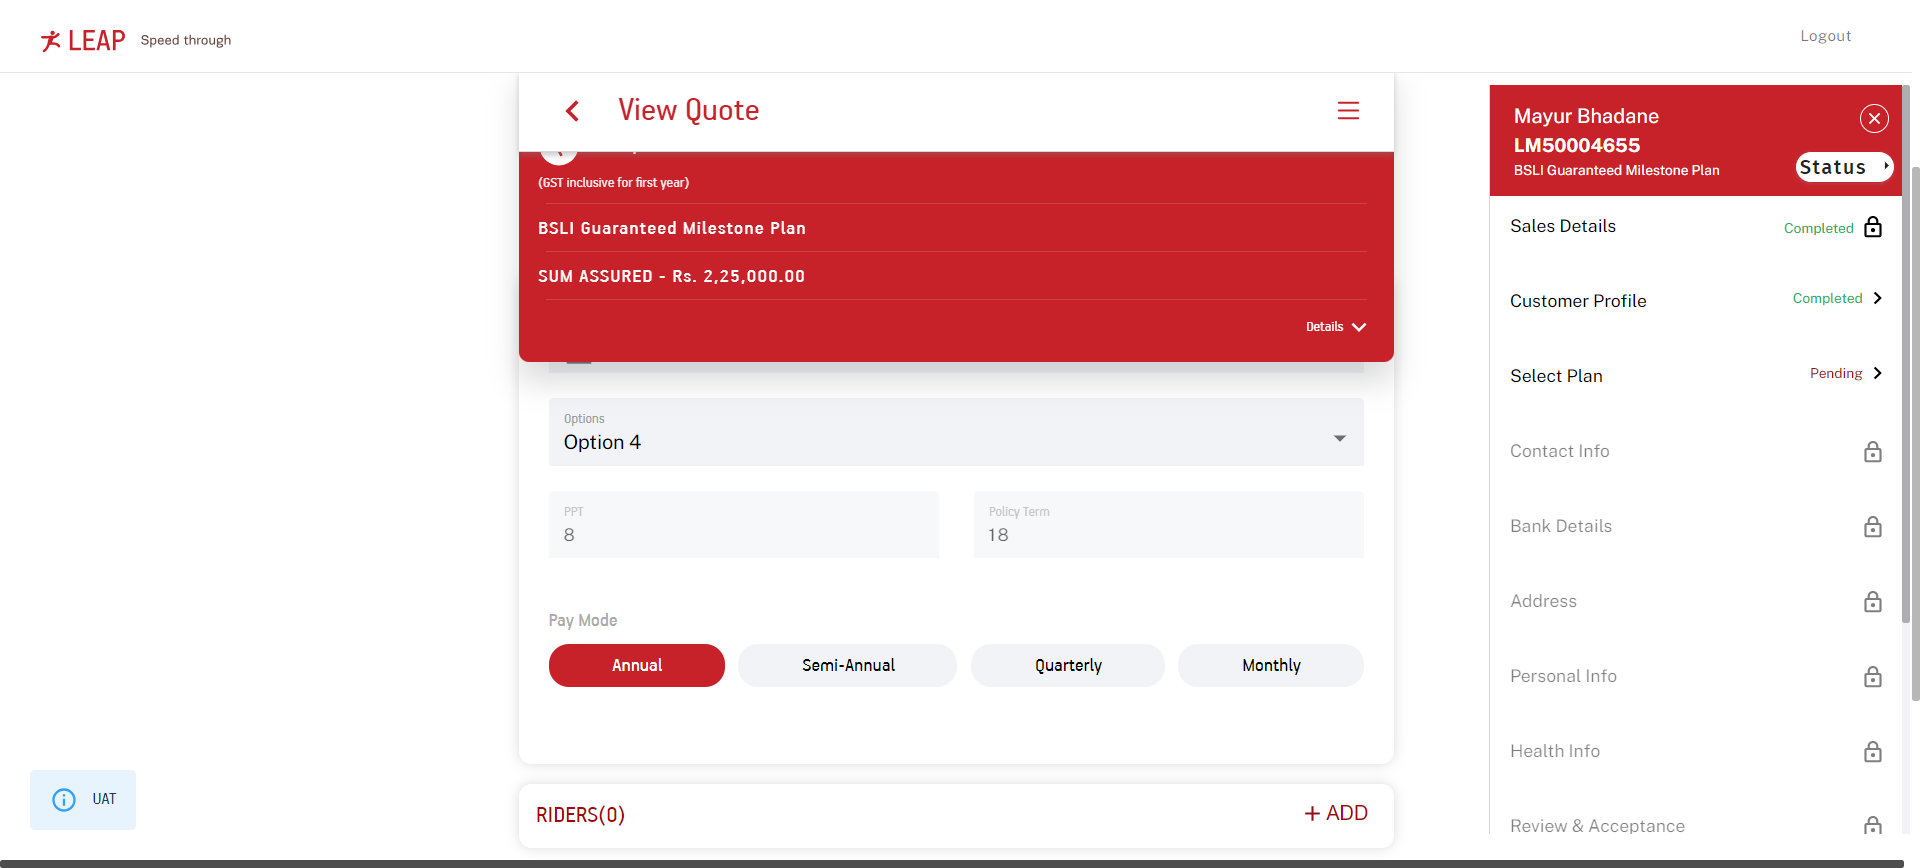 LEAP Speed through
Logout
View Quote
(GST inclusive for first year)
BSLI Guaranteed Milestone Plan
SUM ASSURED - Rs. 2,25,000.00
Details
Options
Option 4
PPT
8
Policy Term
18
Pay Mode
Annual
Semi-Annual
Quarterly
Monthly
RIDERS(0)
+ ADD
UAT
Mayur Bhadane
LM50004655
BSLI Guaranteed Milestone Plan
Status
Sales Details Completed
Customer Profile Completed
Select Plan Pending
Contact Info
Bank Details
Address
Personal Info
Health Info
Review & Acceptance